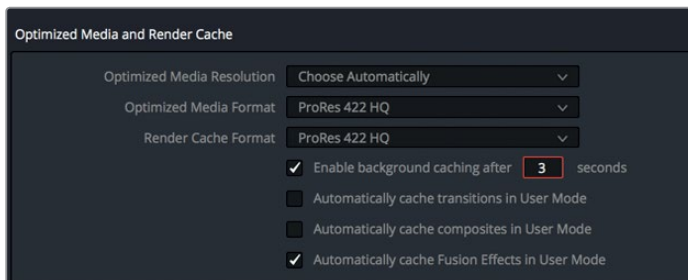 Optimized Media and Render Cache
Optimized Media Resolution Choose Automatically
Optimized Media Format ProRes 422 HQ
Render Cache Format ProRes 422 HQ
Enable background caching after 3 seconds
Automatically cache transitions in User Mode
Automatically cache composites in User Mode
Automatically cache Fusion Effects in User Mode